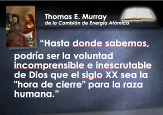 Thomas E. Murray
de la Comisión de Energía Atómica
“Hasta donde sabemos,
podría ser la voluntad
incomprensible e inescrutable
de Dios que el siglo XX sea la
"hora de cierre" para la raza
humana.”